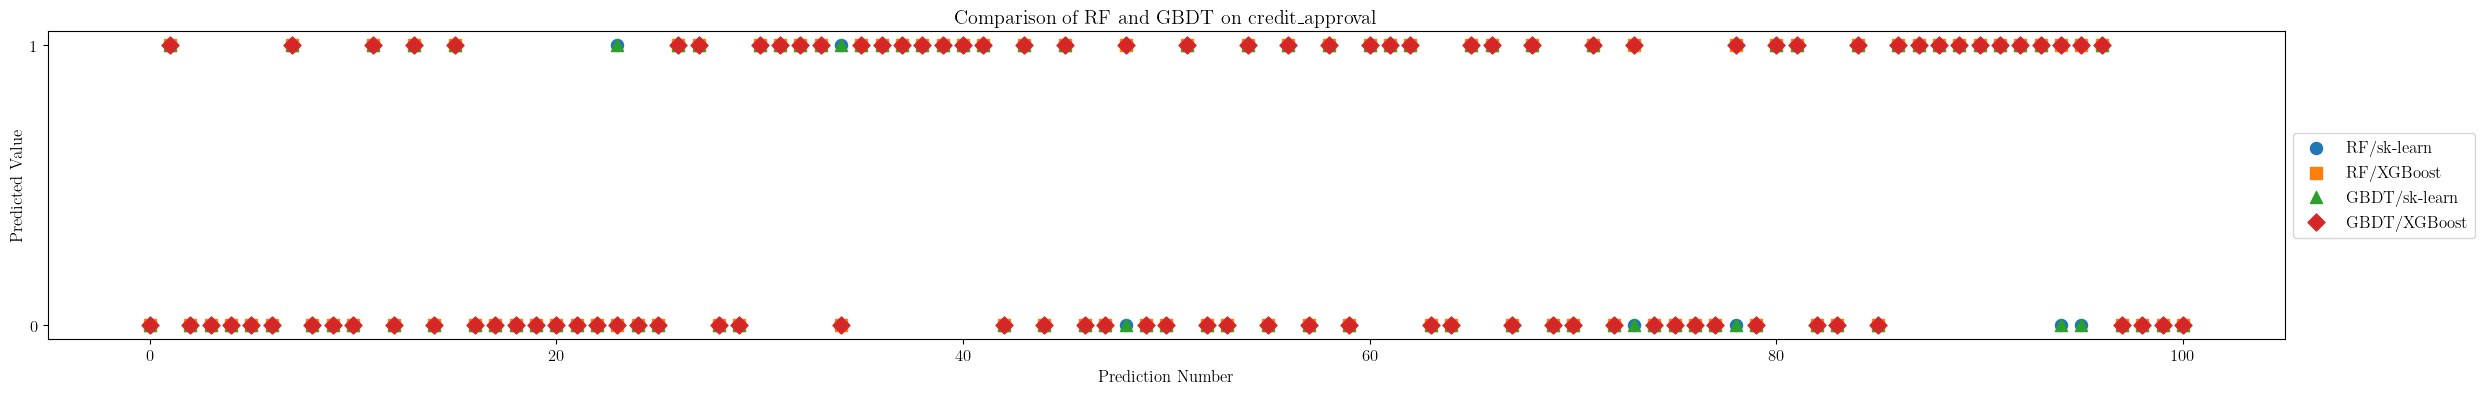 Comparison of RF and GBDT on credit_approval
Predicted Value
1
0
0 20 40 60 80 100
Prediction Number
RF/sk-learn
RF/XGBoost
GBDT/sk-learn
GBDT/XGBoost